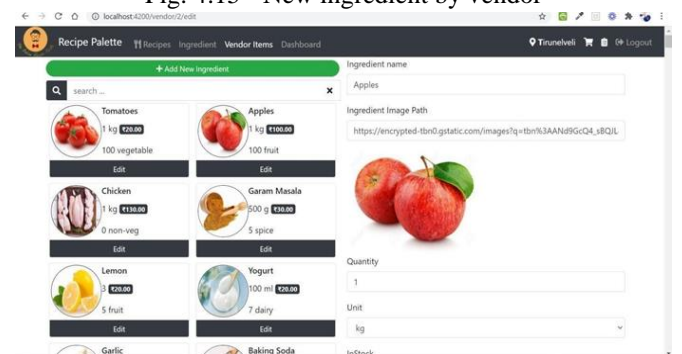 Fig. 4.15 - New ingredient by vendor
localhost:4200/vendor/2/edit
Recipe Palette Recipes Ingredient Vendor Items Dashboard Tirunelveli Logout
+ Add New Ingredient
search ...
Tomatoes
1 kg ₹20.00
100 vegetable
Edit
Apples
1 kg ₹100.00
100 fruit
Edit
Chicken
1 kg ₹130.00
0 non-veg
Edit
Garam Masala
500 g ₹30.00
5 spice
Edit
Lemon
3 ₹20.00
5 fruit
Edit
Yogurt
100 ml ₹20.00
7 dairy
Edit
Garlic
Baking Soda
Ingredient name
Apples
Ingredient Image Path
https://encrypted-tbn0.gstatic.com/images?q=tbn%3AANd9GcQ4_sBQJL
Quantity
1
Unit
kg
InStock